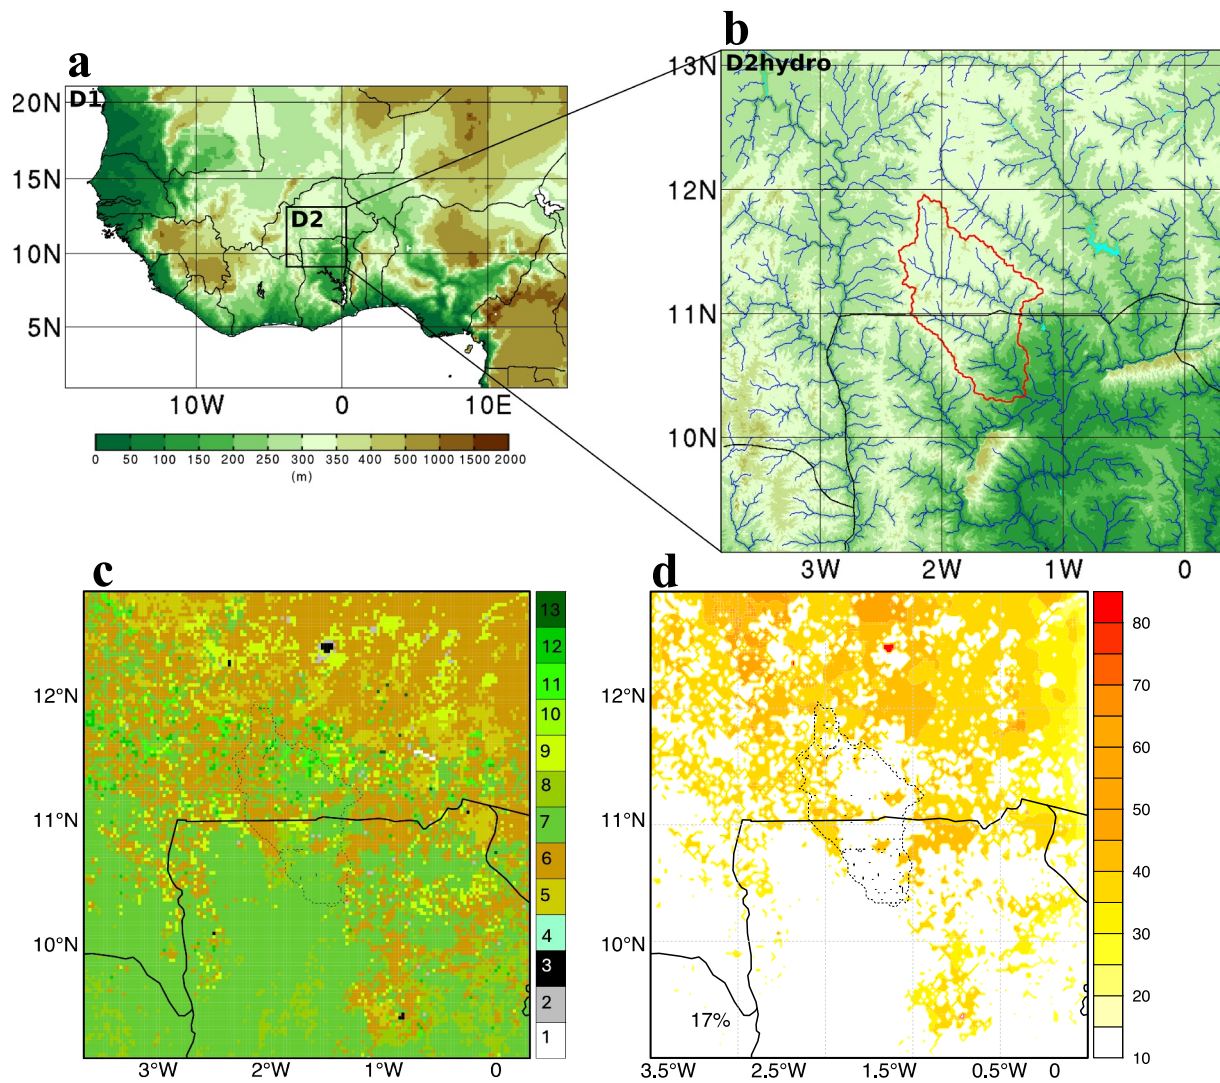 a
D1
20N
15N
10N
5N
D2
10W 0 10E
0 50 100 150 200 250 300 350 400 500 1000 1500 2000
(m)
b
D2hydro
13N
12N
11N
10N
3W 2W 1W 0
c
12°N
11°N
10°N
3°W 2°W 1°W 0
13
12
11
10
9
8
7
6
5
4
3
2
1
d
12°N
11°N
10°N
17%
3.5°W 2.5°W 1.5°W 0.5°W 0
80
70
60
50
40
30
20
10